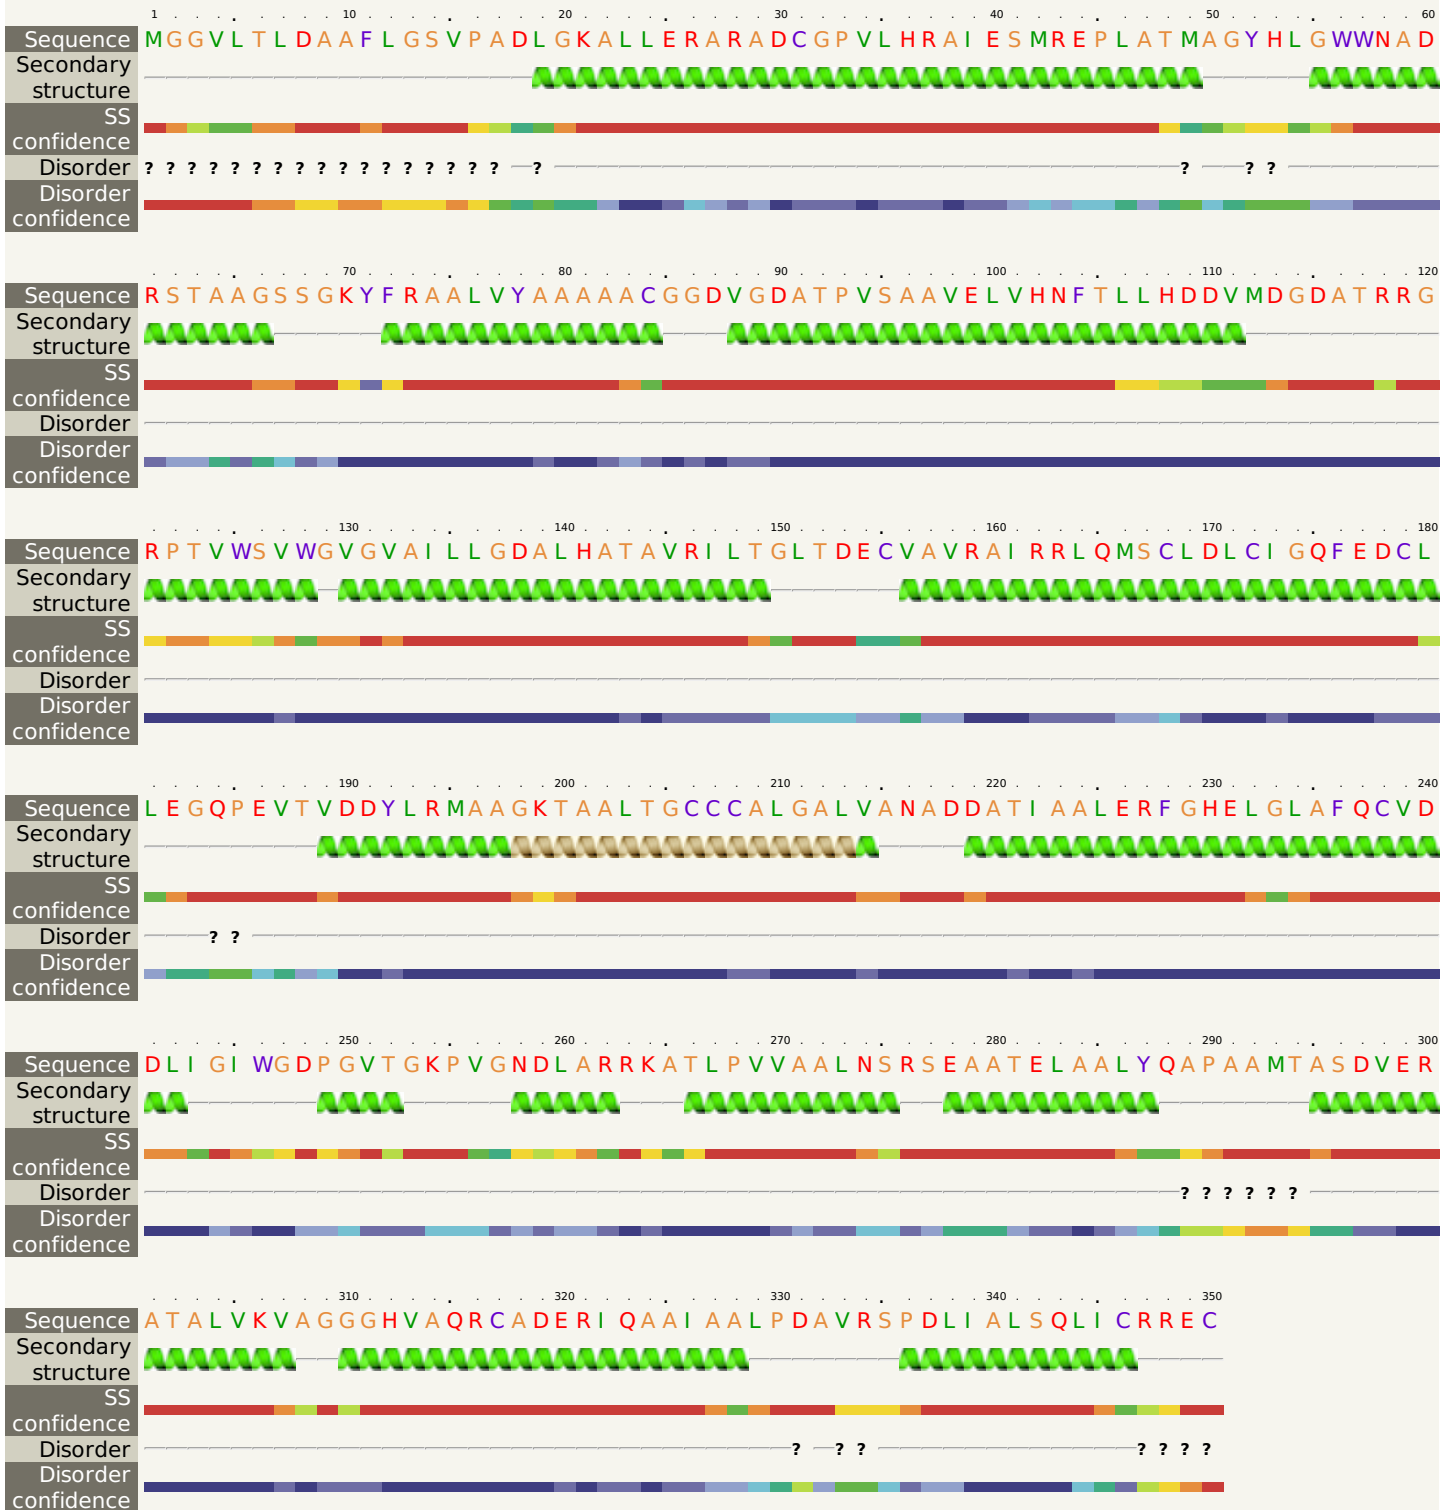 1 . . . . . . . 10 . . . . . . . . 20 . . . . . . . . 30 . . . . . . . . 40 . . . . . . . . 50 . . . . . . . . 60
Sequence MGGVLTLDAAFLGSVPADLGKALLERARADCGPVLHRAIESMREPLATMAGYHLGWWNAD
Secondary
structure
SS
confidence
Disorder ? ? ? ? ? ? ? ? ? ? ? ? ? ? ? ? ? ? ? ? ?
Disorder
confidence
. . . . . . . . 70 . . . . . . . . 80 . . . . . . . . 90 . . . . . . . . 100 . . . . . . . . 110 . . . . . . . . 120
Sequence RSTAAGSSGKYFRAALVYAAAAACGGDVGDATPVSAAVELVHNFTLLHDDVMDGDATRRG
Secondary
structure
SS
confidence
Disorder
Disorder
confidence
. . . . . . . . 130 . . . . . . . . 140 . . . . . . . . 150 . . . . . . . . 160 . . . . . . . . 170 . . . . . . . . 180
Sequence RPTVWSVWGVGVAILLGDALHATAVRILTGLTDECVAVRAIRRLQMSCLDLCIGQFEDCL
Secondary
structure
SS
confidence
Disorder
Disorder
confidence
. . . . . . . . 190 . . . . . . . . 200 . . . . . . . . 210 . . . . . . . . 220 . . . . . . . . 230 . . . . . . . . 240
Sequence LEGQPEVTVDDYLRMAAGKTAALTGCCCALGALVANADDATIAALERFGHELGLAFQCVD
Secondary
structure
SS
confidence
Disorder ? ?
Disorder
confidence
. . . . . . . . 250 . . . . . . . . 260 . . . . . . . . 270 . . . . . . . . 280 . . . . . . . . 290 . . . . . . . . 300
Sequence DLIGIWGDPGVTGKPVGNDLARRKATLPVVAALNSRSEAATELAALYQAPAAMTASDVER
Secondary
structure
SS
confidence
Disorder ? ? ? ? ? ?
Disorder
confidence
. . . . . . . . 310 . . . . . . . . 320 . . . . . . . . 330 . . . . . . . . 340 . . . . . . . . 350
Sequence ATALVKVAGGGHVAQRCADERIQAAIAALPDAVRSPDLIALSQLICRREC
Secondary
structure
SS
confidence
Disorder ? ? ? ? ? ? ?
Disorder
confidence